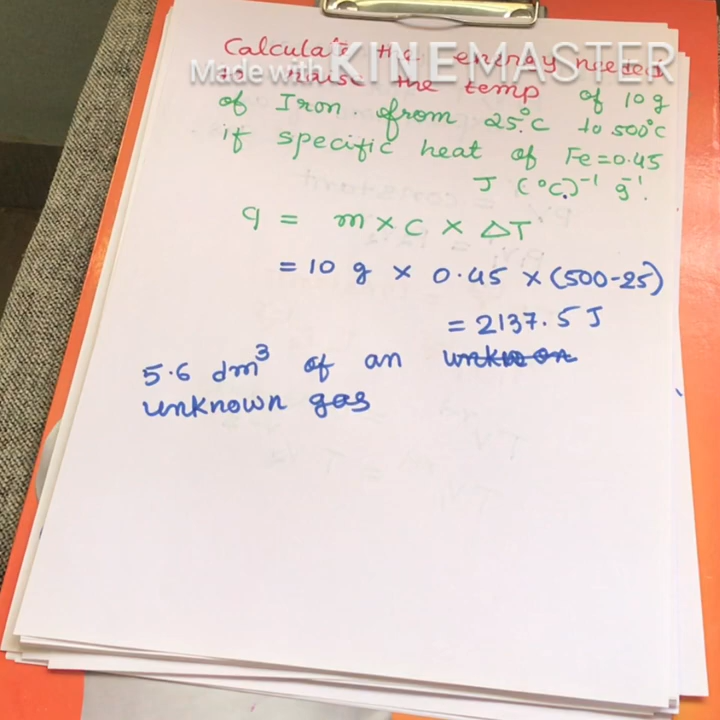 Calculate the energy needed
Made with KINEMASTER
to raise the temp of 10 g
of Iron from 25°C to 500°C
if specific heat of Fe = 0.45
J (°C)⁻¹ g⁻¹.
q = m × C × ΔT
= 10 g × 0.45 × (500-25)
= 2137.5 J
5.6 dm³ of an
unknown gas